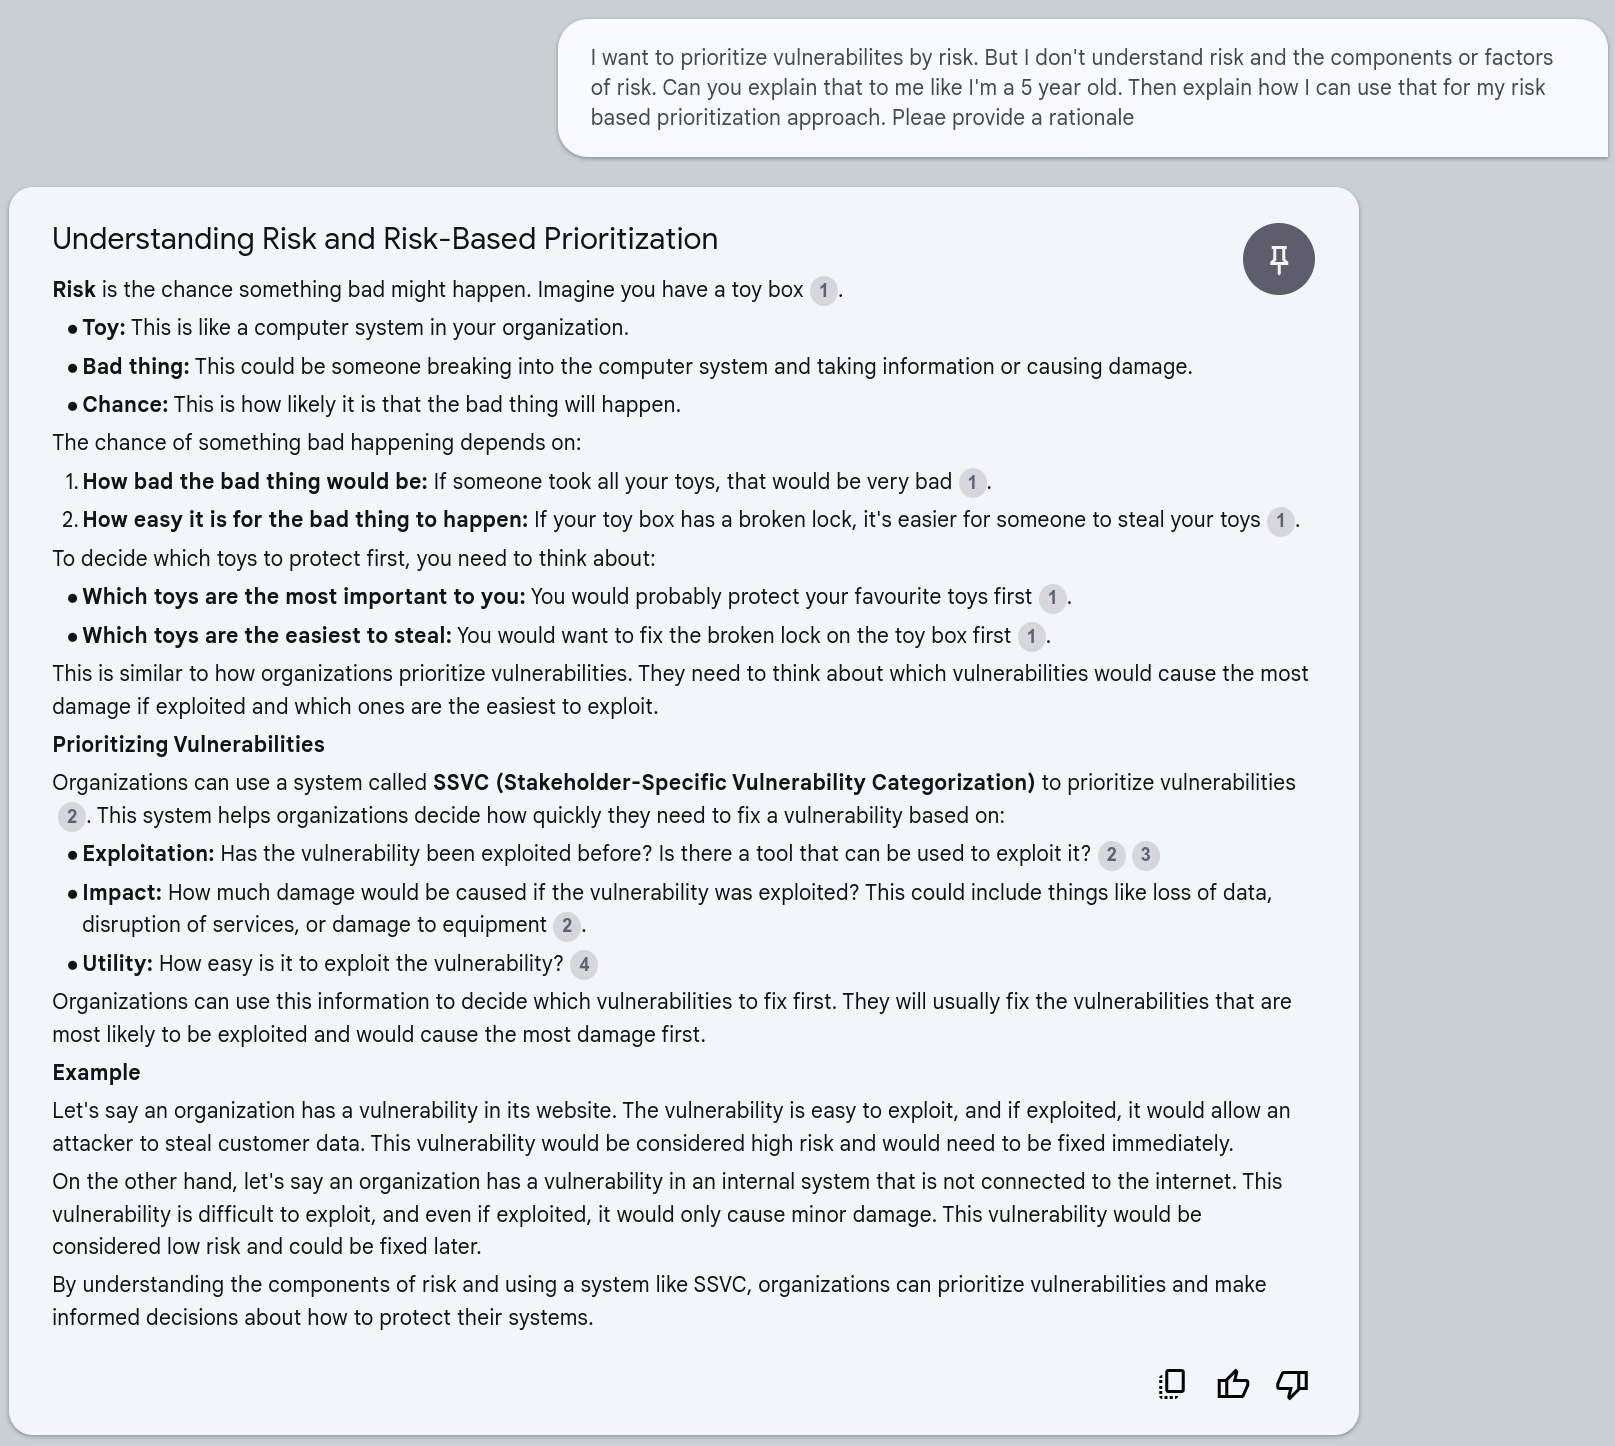 I want to prioritize vulnerabilites by risk. But I don't understand risk and the components or factors
of risk. Can you explain that to me like I'm a 5 year old. Then explain how I can use that for my risk
based prioritization approach. Pleae provide a rationale
Understanding Risk and Risk-Based Prioritization
Risk is the chance something bad might happen. Imagine you have a toy box 1.
• Toy: This is like a computer system in your organization.
• Bad thing: This could be someone breaking into the computer system and taking information or causing damage.
• Chance: This is how likely it is that the bad thing will happen.
The chance of something bad happening depends on:
1. How bad the bad thing would be: If someone took all your toys, that would be very bad 1.
2. How easy it is for the bad thing to happen: If your toy box has a broken lock, it's easier for someone to steal your toys 1.
To decide which toys to protect first, you need to think about:
• Which toys are the most important to you: You would probably protect your favourite toys first 1.
• Which toys are the easiest to steal: You would want to fix the broken lock on the toy box first 1.
This is similar to how organizations prioritize vulnerabilities. They need to think about which vulnerabilities would cause the most
damage if exploited and which ones are the easiest to exploit.
Prioritizing Vulnerabilities
Organizations can use a system called SSVC (Stakeholder-Specific Vulnerability Categorization) to prioritize vulnerabilities
2. This system helps organizations decide how quickly they need to fix a vulnerability based on:
• Exploitation: Has the vulnerability been exploited before? Is there a tool that can be used to exploit it? 2 3
• Impact: How much damage would be caused if the vulnerability was exploited? This could include things like loss of data,
disruption of services, or damage to equipment 2.
• Utility: How easy is it to exploit the vulnerability? 4
Organizations can use this information to decide which vulnerabilities to fix first. They will usually fix the vulnerabilities that are
most likely to be exploited and would cause the most damage first.
Example
Let's say an organization has a vulnerability in its website. The vulnerability is easy to exploit, and if exploited, it would allow an
attacker to steal customer data. This vulnerability would be considered high risk and would need to be fixed immediately.
On the other hand, let's say an organization has a vulnerability in an internal system that is not connected to the internet. This
vulnerability is difficult to exploit, and even if exploited, it would only cause minor damage. This vulnerability would be
considered low risk and could be fixed later.
By understanding the components of risk and using a system like SSVC, organizations can prioritize vulnerabilities and make
informed decisions about how to protect their systems.